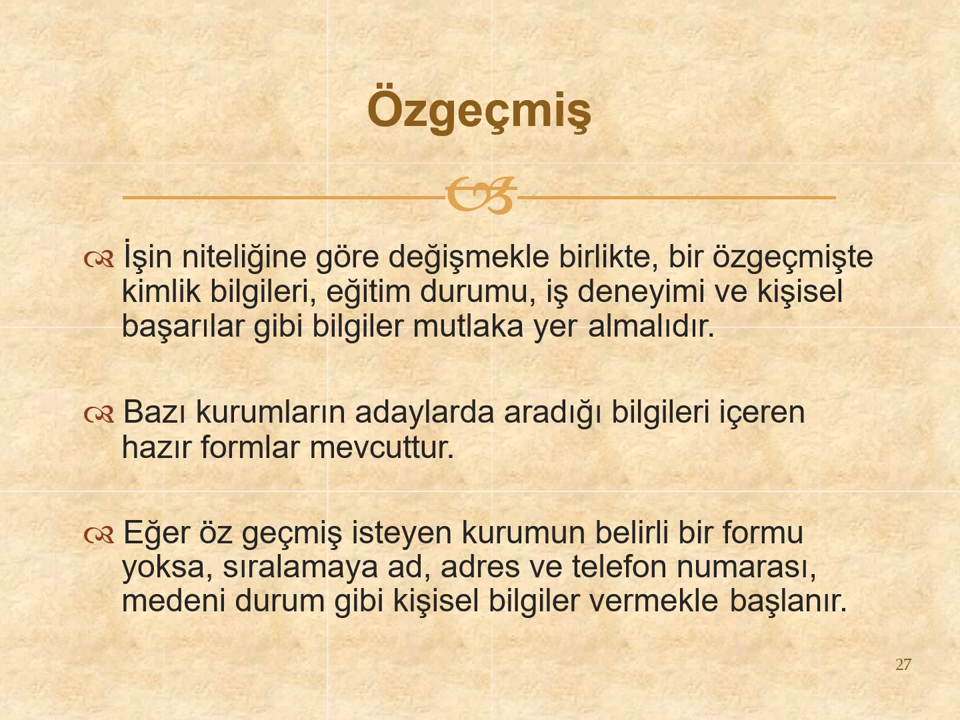 Özgeçmiş
İşin niteliğine göre değişmekle birlikte, bir özgeçmişte
kimlik bilgileri, eğitim durumu, iş deneyimi ve kişisel
başarılar gibi bilgiler mutlaka yer almalıdır.
Bazı kurumların adaylarda aradığı bilgileri içeren
hazır formlar mevcuttur.
Eğer öz geçmiş isteyen kurumun belirli bir formu
yoksa, sıralamaya ad, adres ve telefon numarası,
medeni durum gibi kişisel bilgiler vermekle başlanır.
27